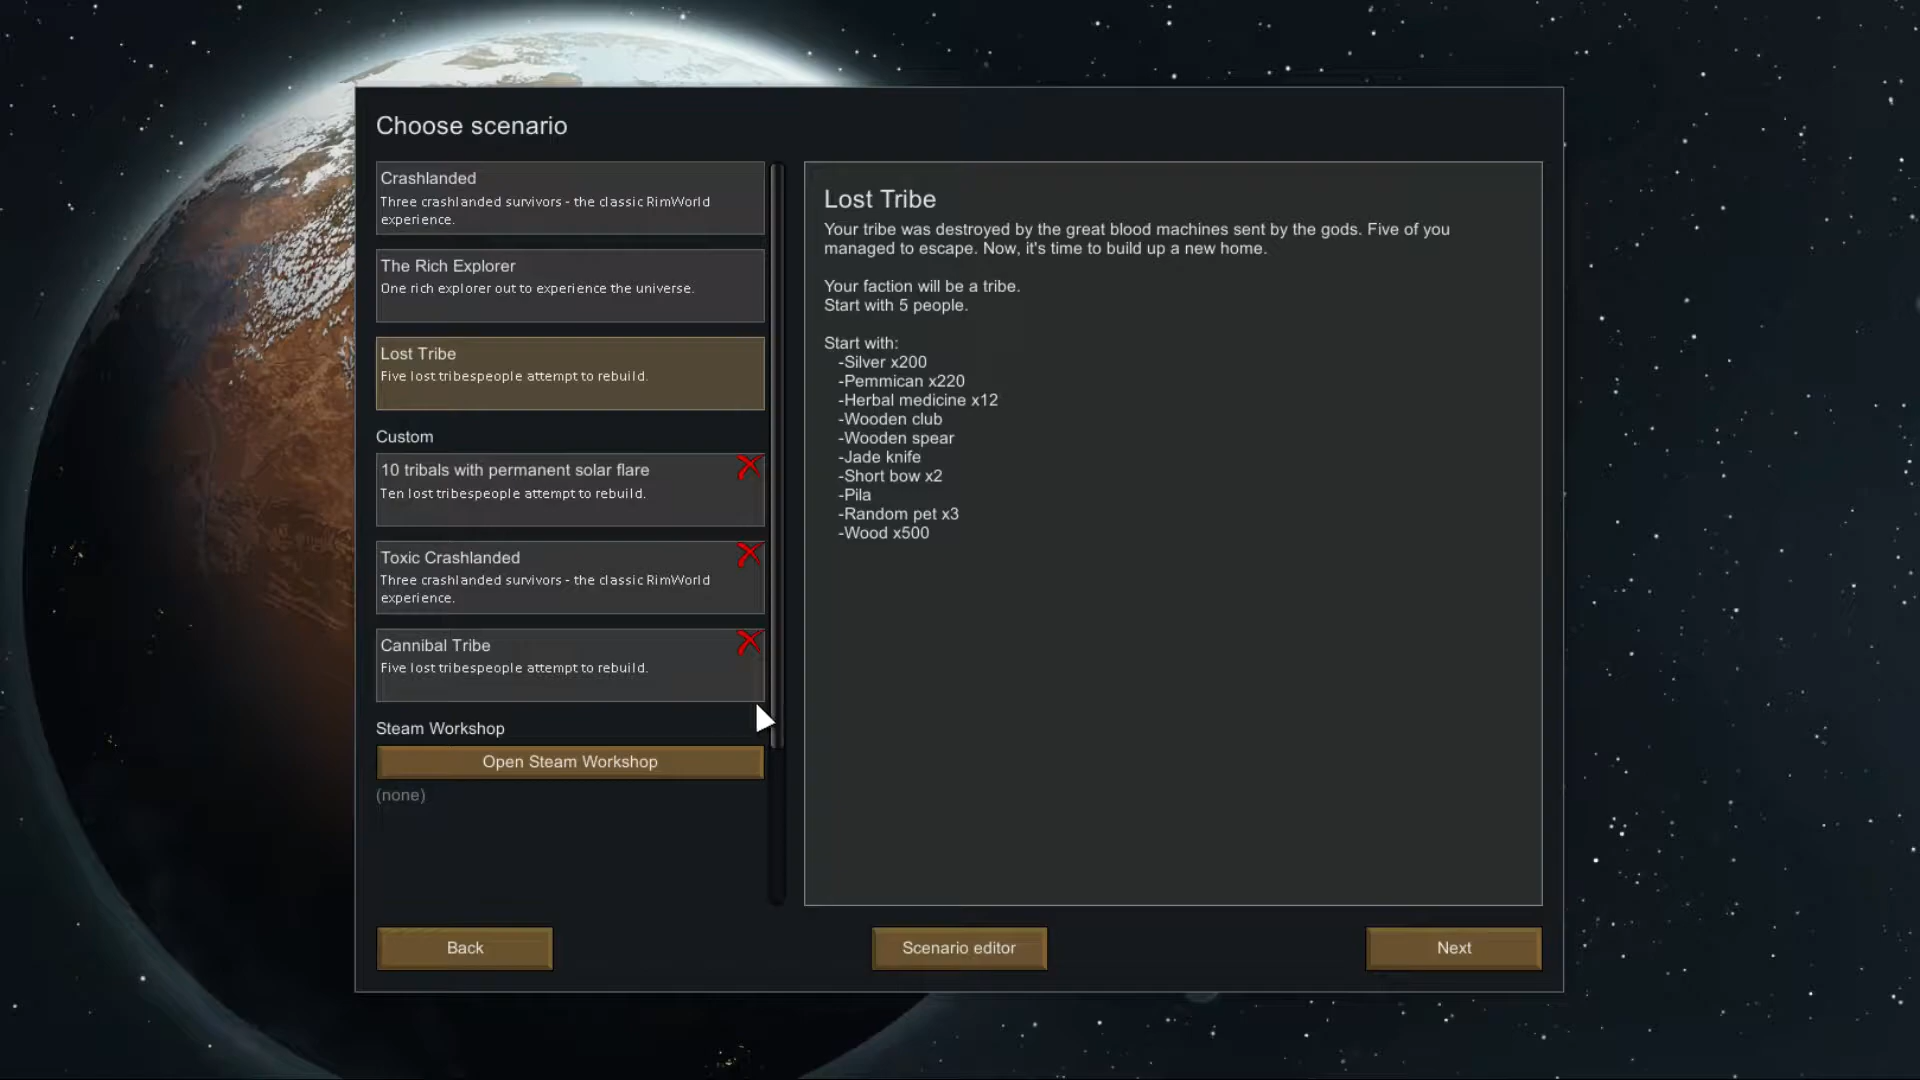 Choose scenario
Crashlanded
Three crashlanded survivors - the classic RimWorld
experience.
The Rich Explorer
One rich explorer out to experience the universe.
Lost Tribe
Five lost tribespeople attempt to rebuild.
Custom
10 tribals with permanent solar flare
Ten lost tribespeople attempt to rebuild.
Toxic Crashlanded
Three crashlanded survivors - the classic RimWorld
experience.
Cannibal Tribe
Five lost tribespeople attempt to rebuild.
Steam Workshop
Open Steam Workshop
(none)
Lost Tribe
Your tribe was destroyed by the great blood machines sent by the gods. Five of you
managed to escape. Now, it's time to build up a new home.
Your faction will be a tribe.
Start with 5 people.
Start with:
-Silver x200
-Pemmican x220
-Herbal medicine x12
-Wooden club
-Wooden spear
-Jade knife
-Short bow x2
-Pila
-Random pet x3
-Wood x500
Back
Scenario editor
Next